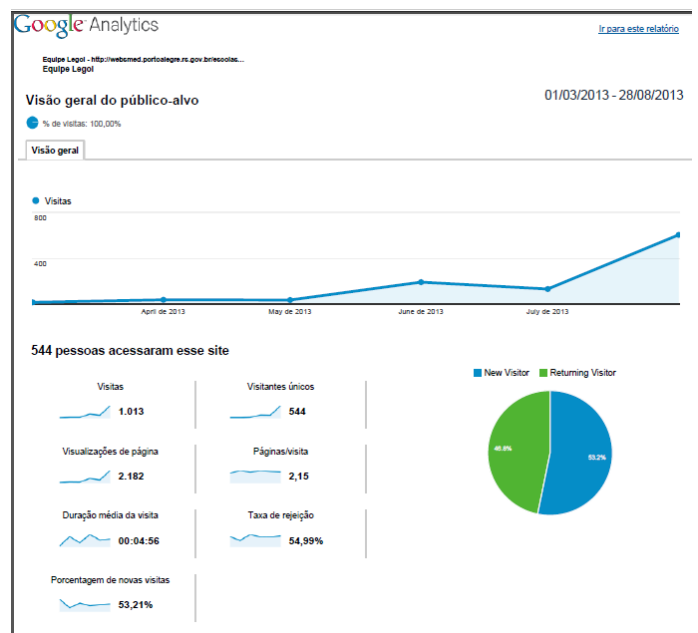 Google Analytics
Ir para este relatório
Equipe Legol - http://websmed.portoalegre.rs.gov.br/escolas...
Equipe Legol
Visão geral do público-alvo
01/03/2013 - 28/08/2013
% de visitas: 100,00%
Visão geral
Visitas
800
400
April de 2013
May de 2013
June de 2013
July de 2013
544 pessoas acessaram esse site
New Visitor
Returning Visitor
Visitas
1.013
Visitantes únicos
544
Visualizações de página
2.182
Páginas/visita
2,15
Duração média da visita
00:04:56
Taxa de rejeição
54,99%
Porcentagem de novas visitas
53,21%
46.8%
53.2%